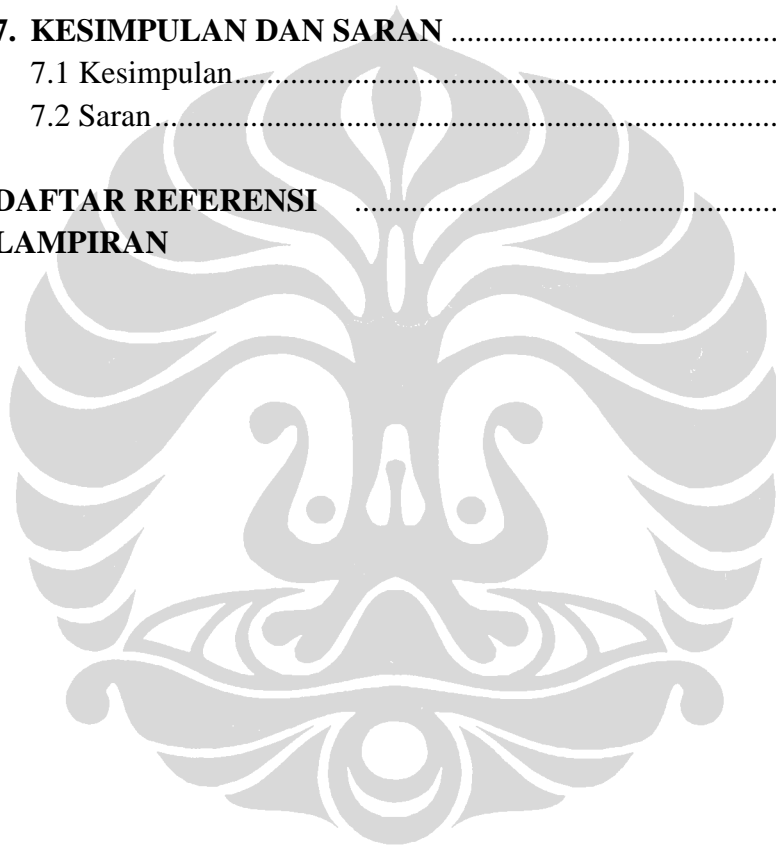 7. KESIMPULAN DAN SARAN ........................................
7.1 Kesimpulan....................................................................
7.2 Saran..............................................................................
DAFTAR REFERENSI .....................................................
LAMPIRAN